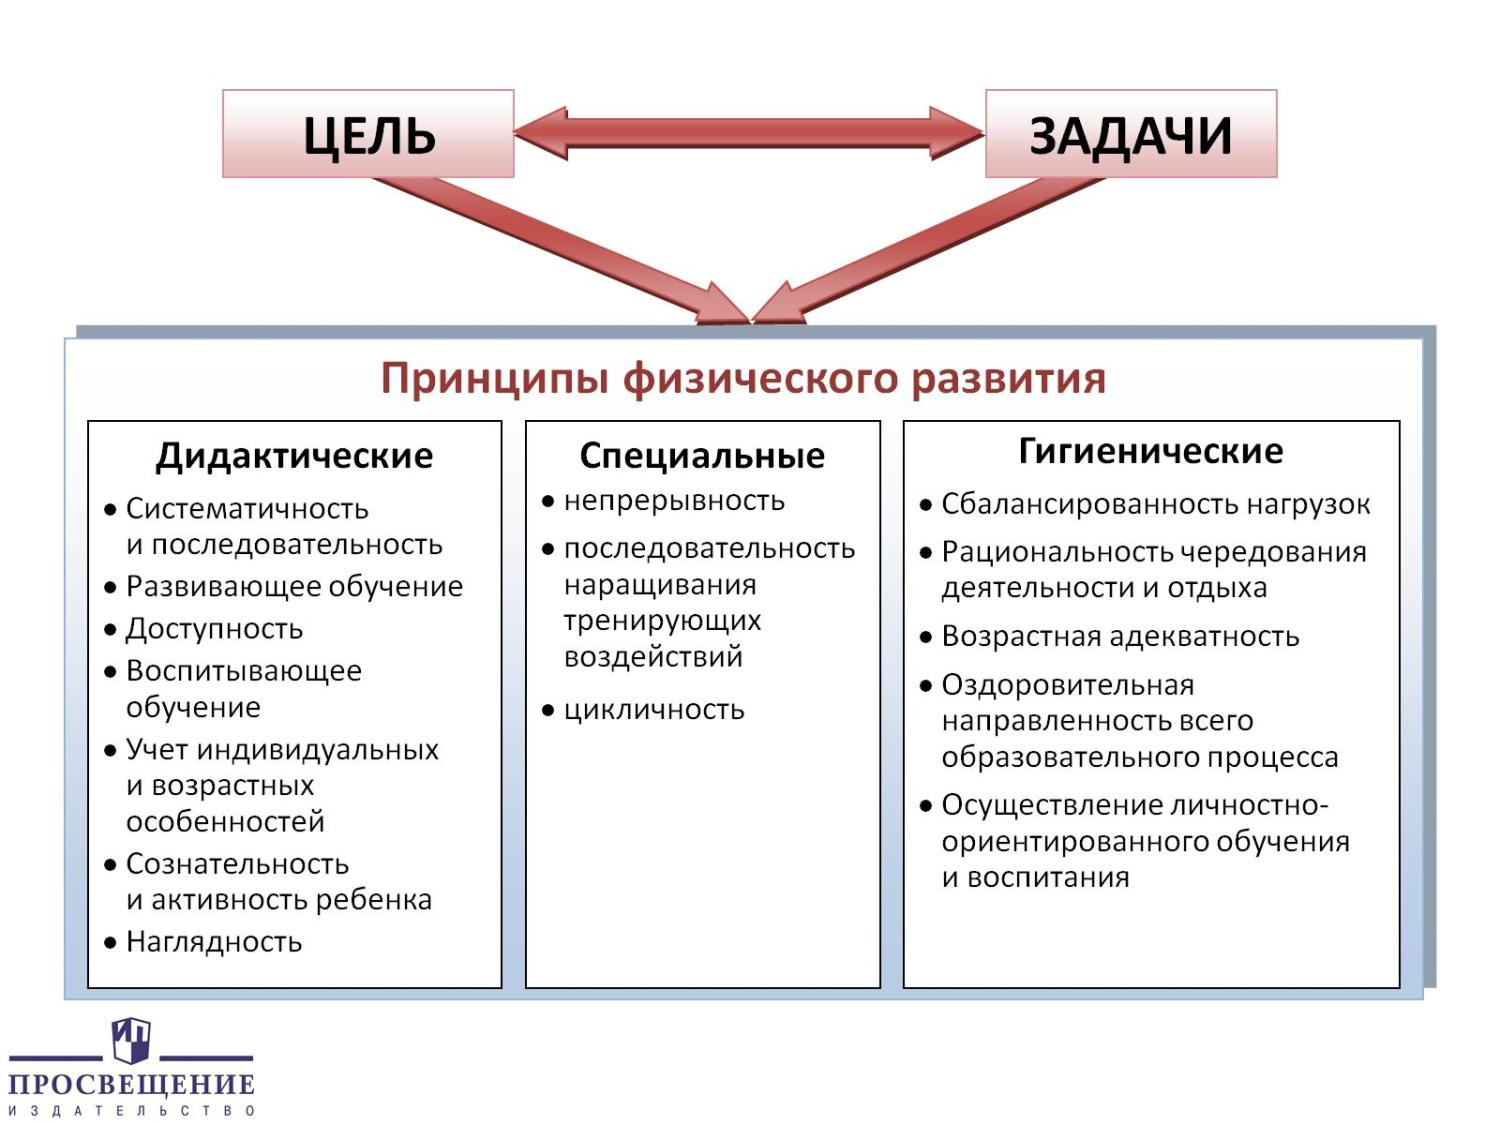 ЦЕЛЬ
ЗАДАЧИ
Принципы физического развития
Дидактические
• Систематичность
и последовательность
• Развивающее обучение
• Доступность
• Воспитывающее
обучение
• Учет индивидуальных
и возрастных
особенностей
• Сознательность
и активность ребенка
• Наглядность
Специальные
• непрерывность
• последовательность
наращивания
тренирующих
воздействий
• цикличность
Гигиенические
• Сбалансированность нагрузок
• Рациональность чередования
деятельности и отдыха
• Возрастная адекватность
• Оздоровительная
направленность всего
образовательного процесса
• Осуществление личностно-
ориентированного обучения
и воспитания
ИП
ПРОСВЕЩЕНИЕ
ИЗДАТЕЛЬСТВО